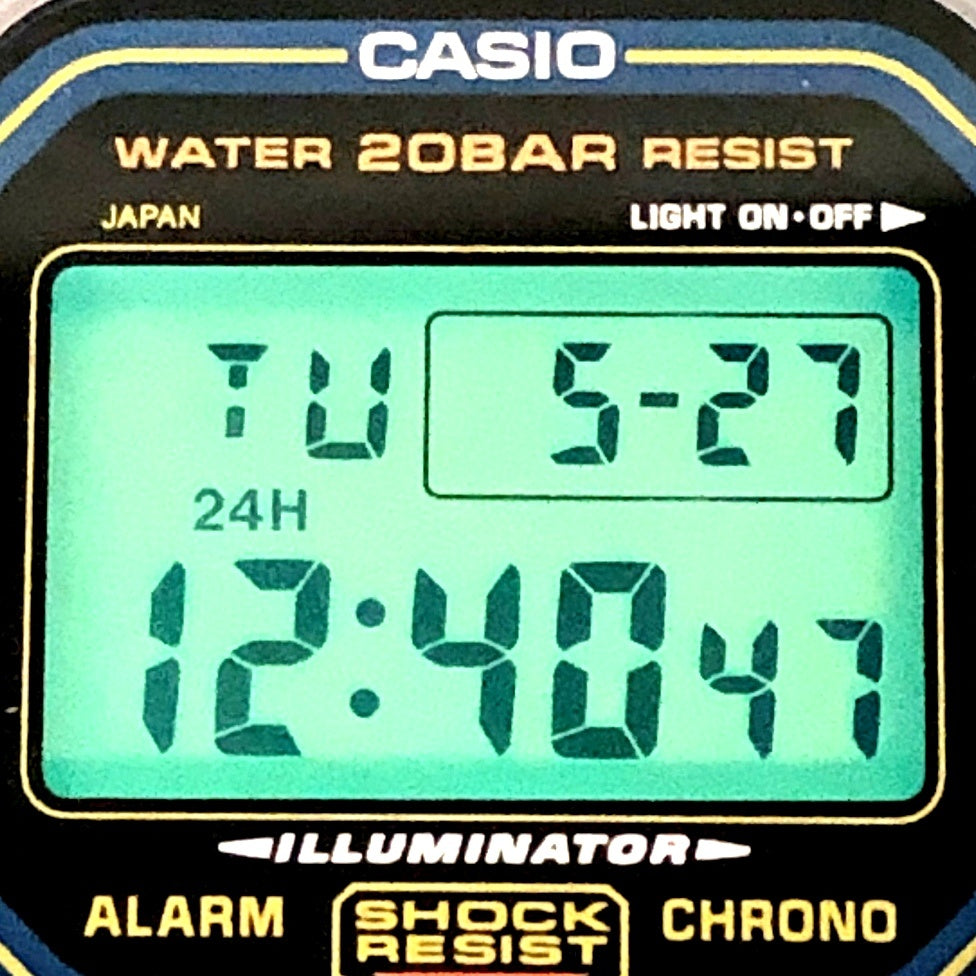 CASIO
WATER 20BAR RESIST
JAPAN LIGHT ON•OFF
TU 5-27
24H
12:40 47
ILLUMINATOR
ALARM SHOCK RESIST CHRONO